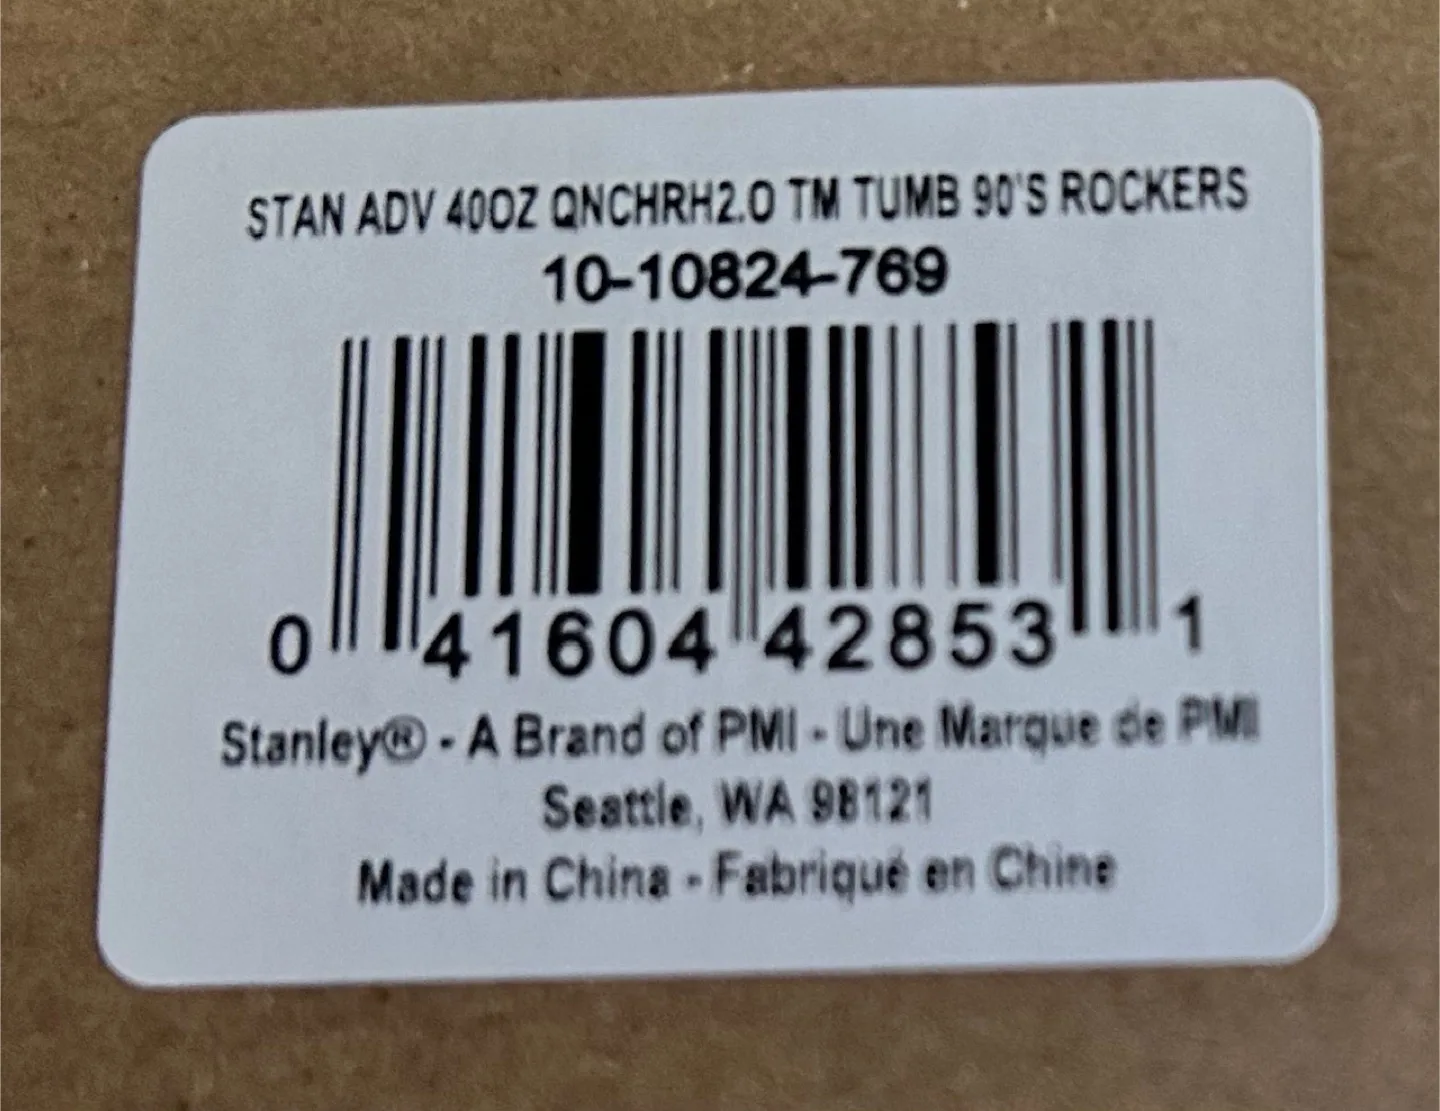 STAN ADV 40OZ QNCHRH2.O TM TUMB 90'S ROCKERS
10-10824-769
0 41604 42853 1
Stanley® - A Brand of PMI - Une Marque de PMI
Seattle, WA 98121
Made in China - Fabriqué en Chine